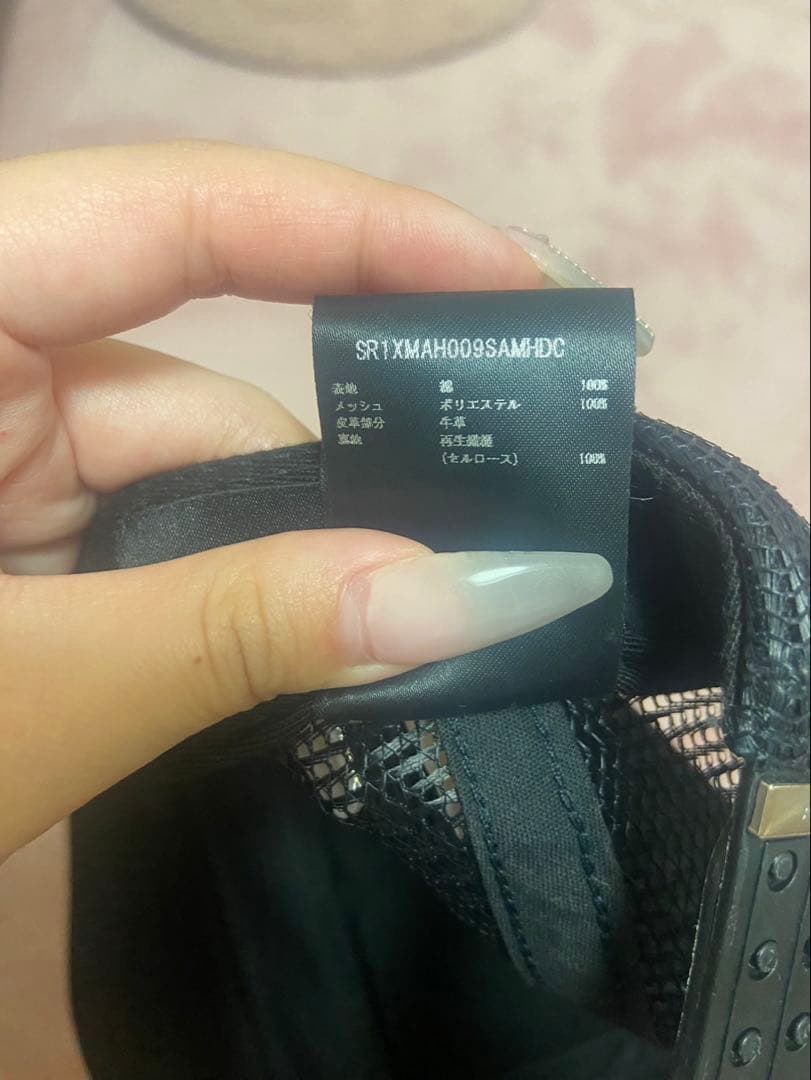 SR1XMAH009SAMHDC
表地 綿 100%
メッシュ ポリエステル 100%
皮革部分 牛革
裏地 再生繊維
(セルロース) 100%